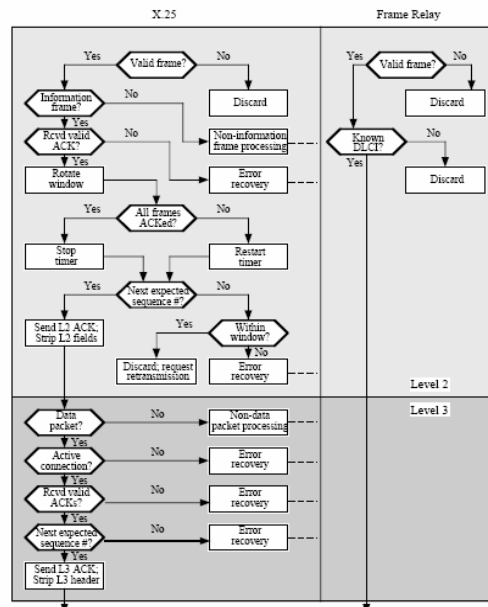 X.25
Frame Relay
Yes
Valid frame?
No
Yes
Valid frame?
No
Information
frame?
No
Discard
Discard
Yes
Rcvd valid
ACK?
No
Non-information
frame processing
Known
DLCI?
No
Yes
Yes
Rotate
window
Error
recovery
Discard
Yes
All frames
ACKed?
No
Stop
timer
Restart
timer
Yes
Next expected
sequence #?
No
Send L2 ACK;
Strip L2 fields
Yes
Within
window?
No
Discard; request
retransmission
Error
recovery
Level 2
Level 3
Data
packet?
No
Non-data
packet processing
Yes
Active
connection?
No
Error
recovery
Yes
Rcvd valid
ACKs?
No
Error
recovery
Yes
Next expected
sequence #?
No
Error
recovery
Yes
Send L3 ACK;
Strip L3 header